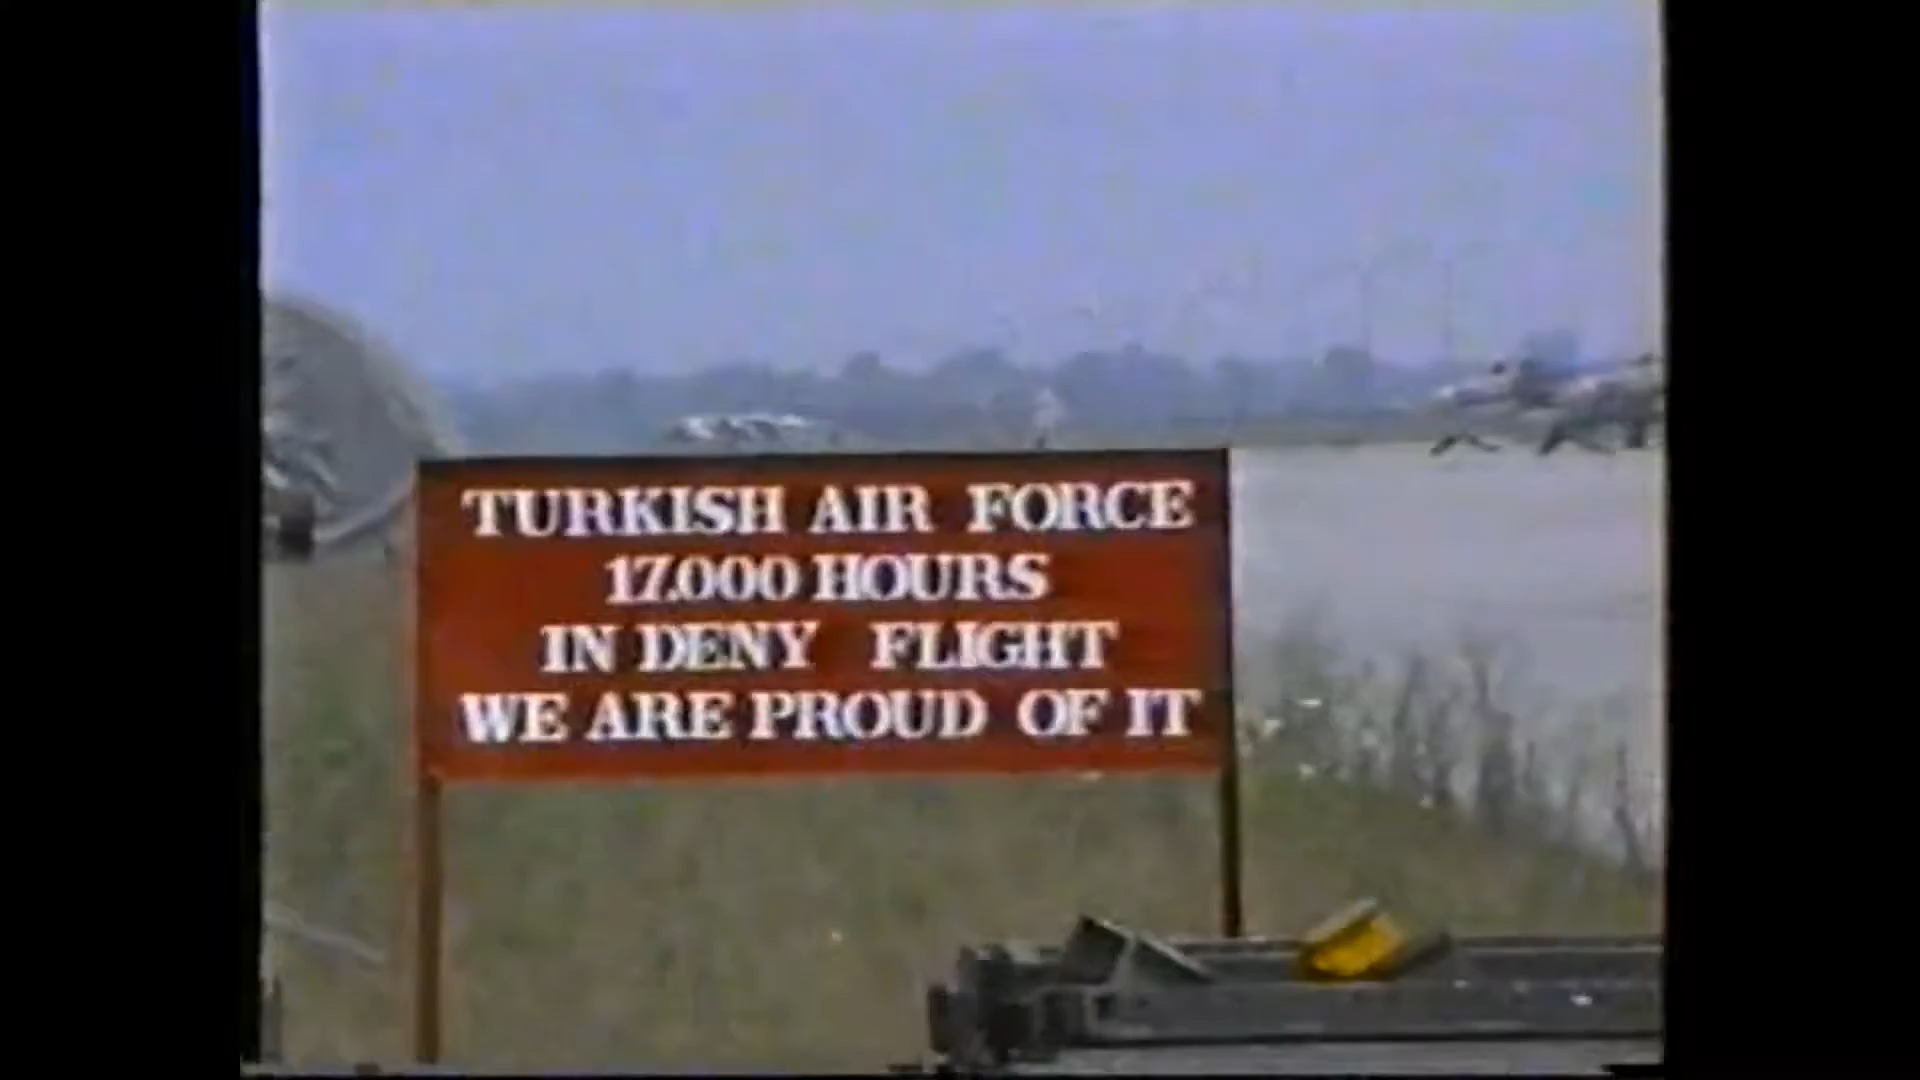 TURKISH AIR FORCE
17.000 HOURS
IN DENY FLIGHT
WE ARE PROUD OF IT